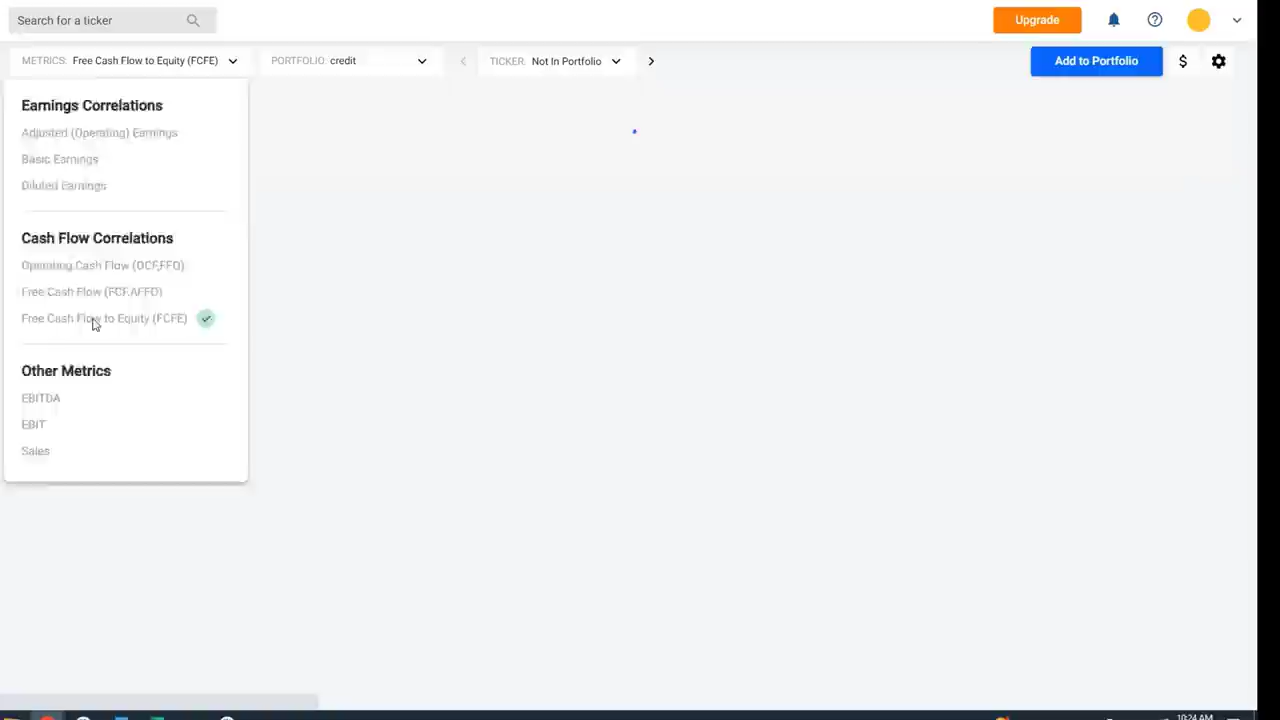 Search for a ticker
Upgrade
METRICS: Free Cash Flow to Equity (FCFE)
PORTFOLIO: credit
TICKER: Not In Portfolio
Add to Portfolio
$
Earnings Correlations
Adjusted (Operating) Earnings
Basic Earnings
Diluted Earnings
Cash Flow Correlations
Operating Cash Flow (OCF,FFO)
Free Cash Flow (FCF,AFFO)
Free Cash Flow to Equity (FCFE)
Other Metrics
EBITDA
EBIT
Sales
10:24 AM